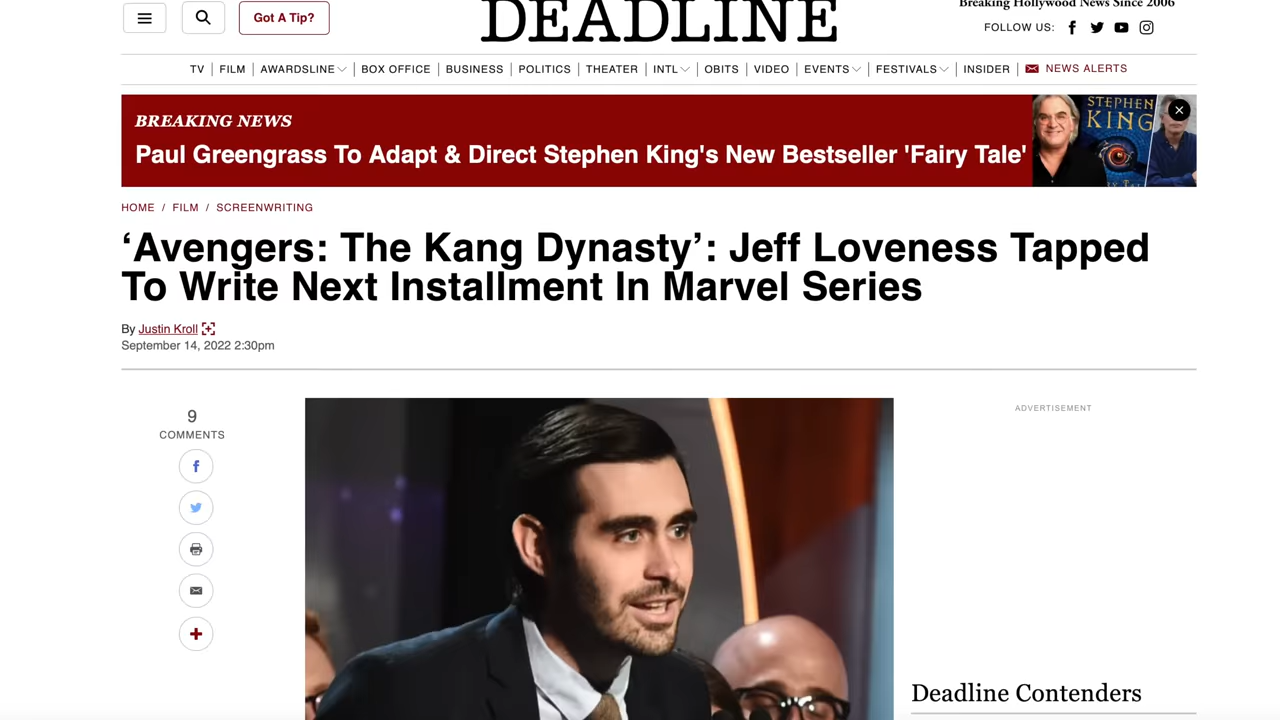 Breaking Hollywood News Since 2006
Got A Tip?
DEADLINE
FOLLOW US:
TV | FILM | AWARDSLINE | BOX OFFICE | BUSINESS | POLITICS | THEATER | INTL | OBITS | VIDEO | EVENTS | FESTIVALS | INSIDER | NEWS ALERTS
BREAKING NEWS
Paul Greengrass To Adapt & Direct Stephen King's New Bestseller 'Fairy Tale'
STEPHEN
KING
HOME / FILM / SCREENWRITING
‘Avengers: The Kang Dynasty’: Jeff Loveness Tapped
To Write Next Installment In Marvel Series
By Justin Kroll
September 14, 2022 2:30pm
9
COMMENTS
ADVERTISEMENT
Deadline Contenders